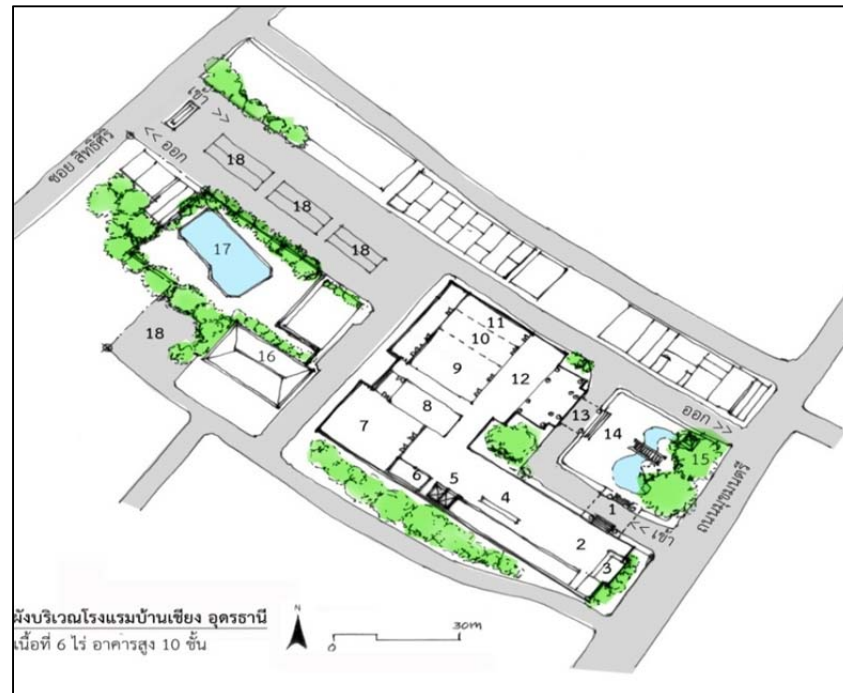 ซอย สิทธิศิริ
<< เข้า
ออก >>
18
18
18
17
18
16
11
10
9
12
8
7
13
14
15
6
5
4
1
2
3
<< ออก
เข้า >>
ถนนมุขมนตรี
ผังบริเวณโรงแรมบ้านเชียง อุดรธานี
เนื้อที่ 6 ไร่ อาคารสูง 10 ชั้น
N
0
30m